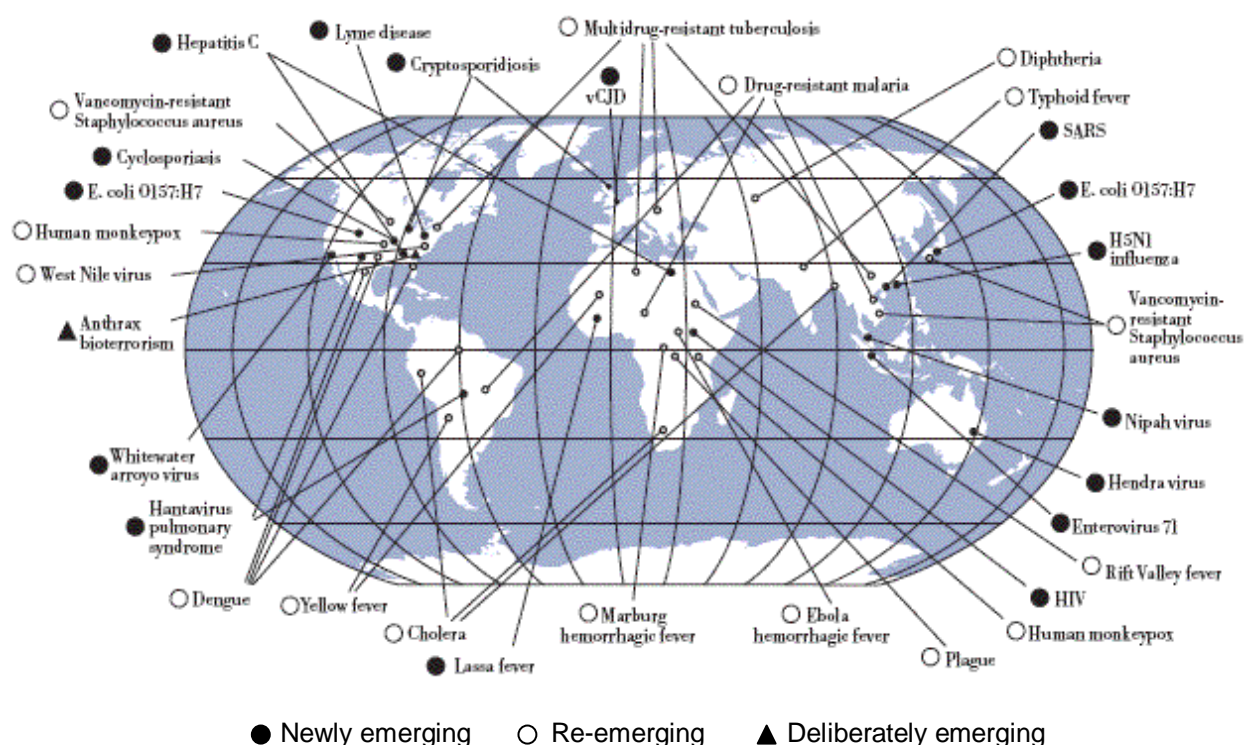 Hepatitis C
Lyme disease
Cryptosporidiosis
Multidrug-resistant tuberculosis
vCJD
Drug-resistant malaria
Diphtheria
Typhoid fever
SARS
Vancomycin-resistant
Staphylococcus aureus
Cyclosporiasis
E. coli O157:H7
Human monkeypox
West Nile virus
Anthrax
bioterrorism
E. coli O157:H7
H5N1
influenza
Vancomycin-
resistant
Staphylococcus
aureus
Whitewater
arroyo virus
Hantavirus
pulmonary
syndrome
Dengue
Yellow fever
Cholera
Lassa fever
Marburg
hemorrhagic fever
Ebola
hemorrhagic fever
Plague
Human monkeypox
HIV
Rift Valley fever
Enterovirus 71
Hendra virus
Nipah virus
Newly emerging
Re-emerging
Deliberately emerging